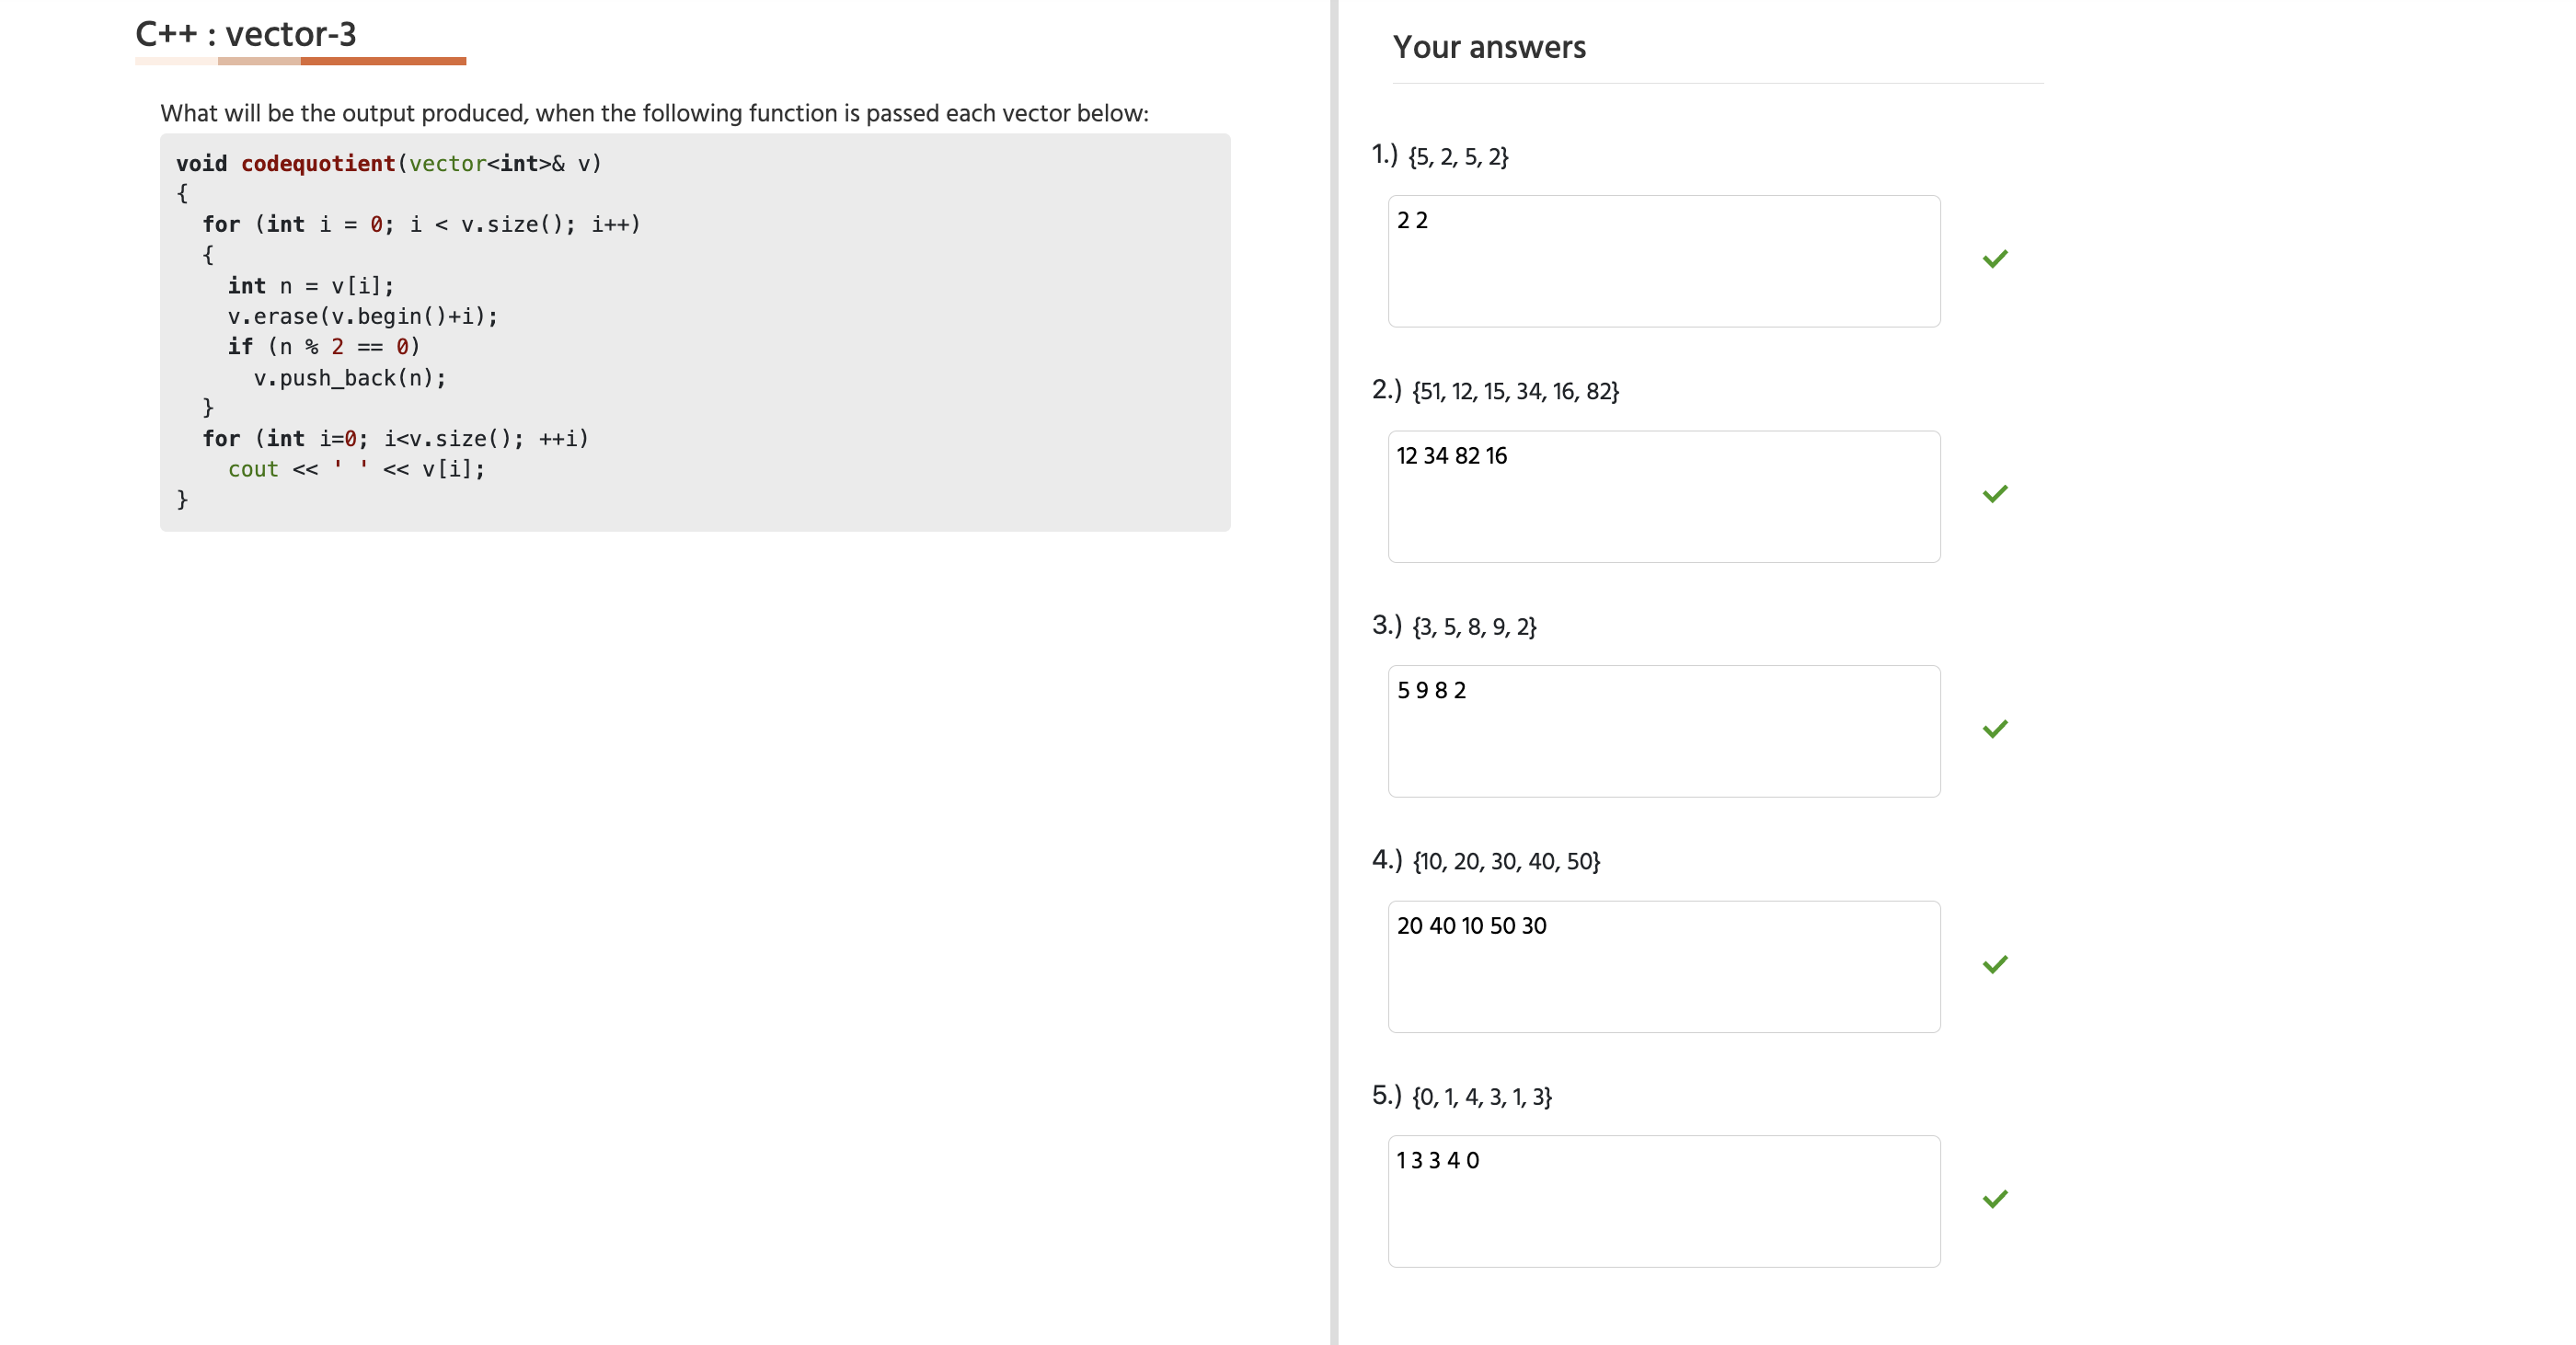 C++ : vector-3
What will be the output produced, when the following function is passed each vector below:
void codequotient(vector<int>& v)
{
  for (int i = 0; i < v.size(); i++)
  {
    int n = v[i];
    v.erase(v.begin()+i);
    if (n % 2 == 0)
      v.push_back(n);
  }
  for (int i=0; i<v.size(); ++i)
    cout << ' ' << v[i];
}
Your answers
1.) {5, 2, 5, 2}
2 2
2.) {51, 12, 15, 34, 16, 82}
12 34 82 16
3.) {3, 5, 8, 9, 2}
5 9 8 2
4.) {10, 20, 30, 40, 50}
20 40 10 50 30
5.) {0, 1, 4, 3, 1, 3}
1 3 3 4 0